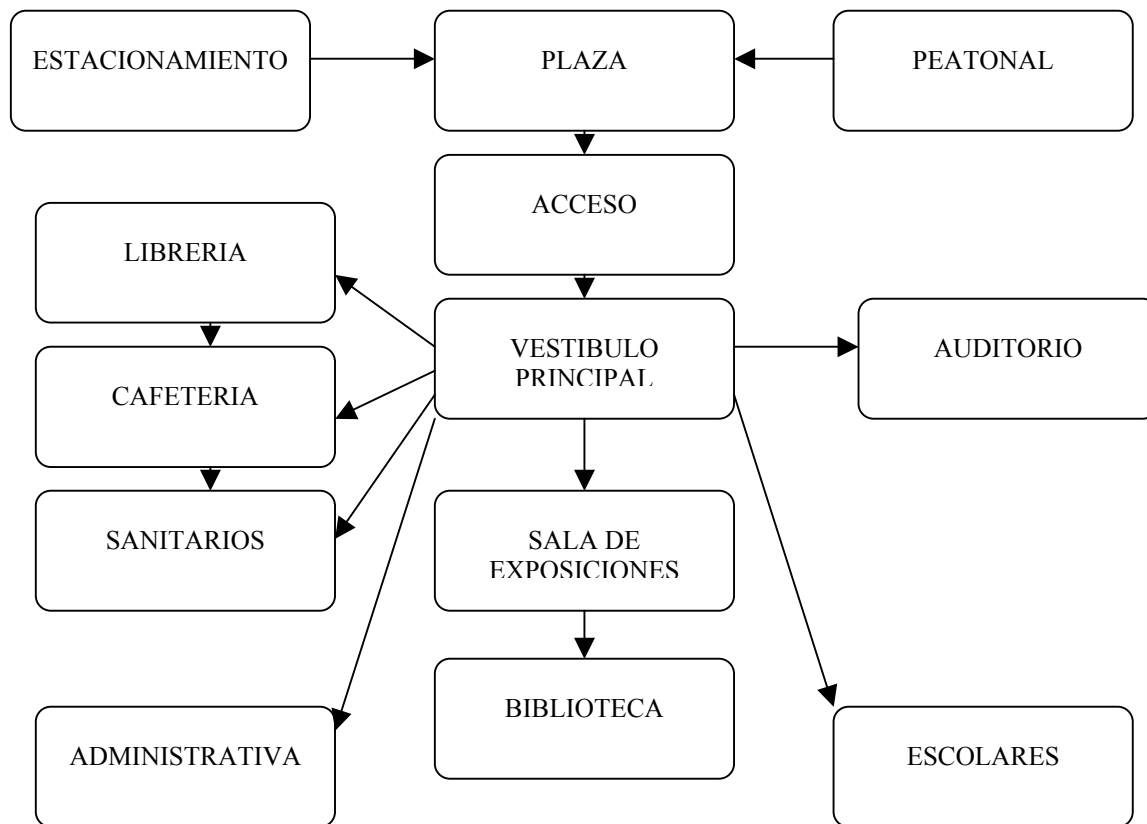 ESTACIONAMIENTO
PLAZA
PEATONAL
ACCESO
LIBRERIA
VESTIBULO
PRINCIPAL
AUDITORIO
CAFETERIA
SANITARIOS
SALA DE
EXPOSICIONES
BIBLIOTECA
ADMINISTRATIVA
ESCOLARES